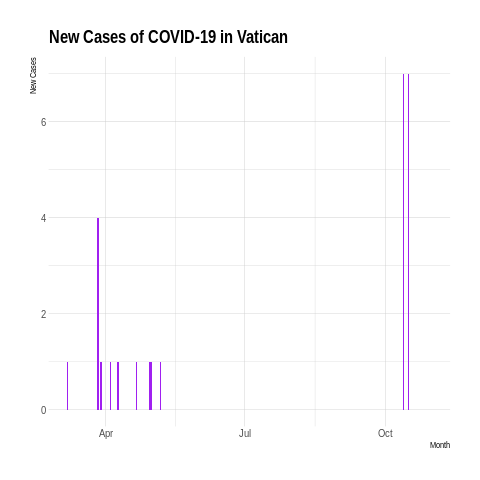 New Cases of COVID-19 in Vatican
New Cases
6
4
2
0
Apr Jul Oct
Month